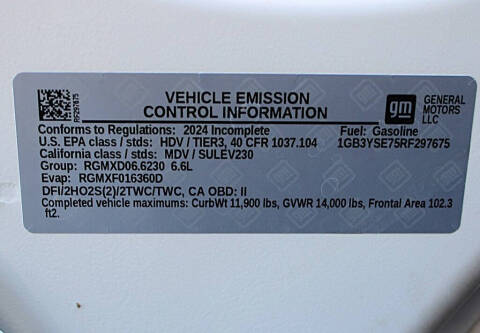 RF297675
VEHICLE EMISSION
CONTROL INFORMATION
gm
GENERAL
MOTORS
LLC
Conforms to Regulations: 2024 Incomplete Fuel: Gasoline
U.S. EPA class / stds: HDV / TIER3, 40 CFR 1037.104 1GB3YSE75RF297675
California class / stds: MDV / SULEV230
Group: RGMXD06.6230 6.6L
Evap: RGMXF016360D
DFI/2HO2S(2)/2TWC/TWC, CA OBD: II
Completed vehicle maximums: CurbWt 11,900 lbs, GVWR 14,000 lbs, Frontal Area 102.3
ft2.